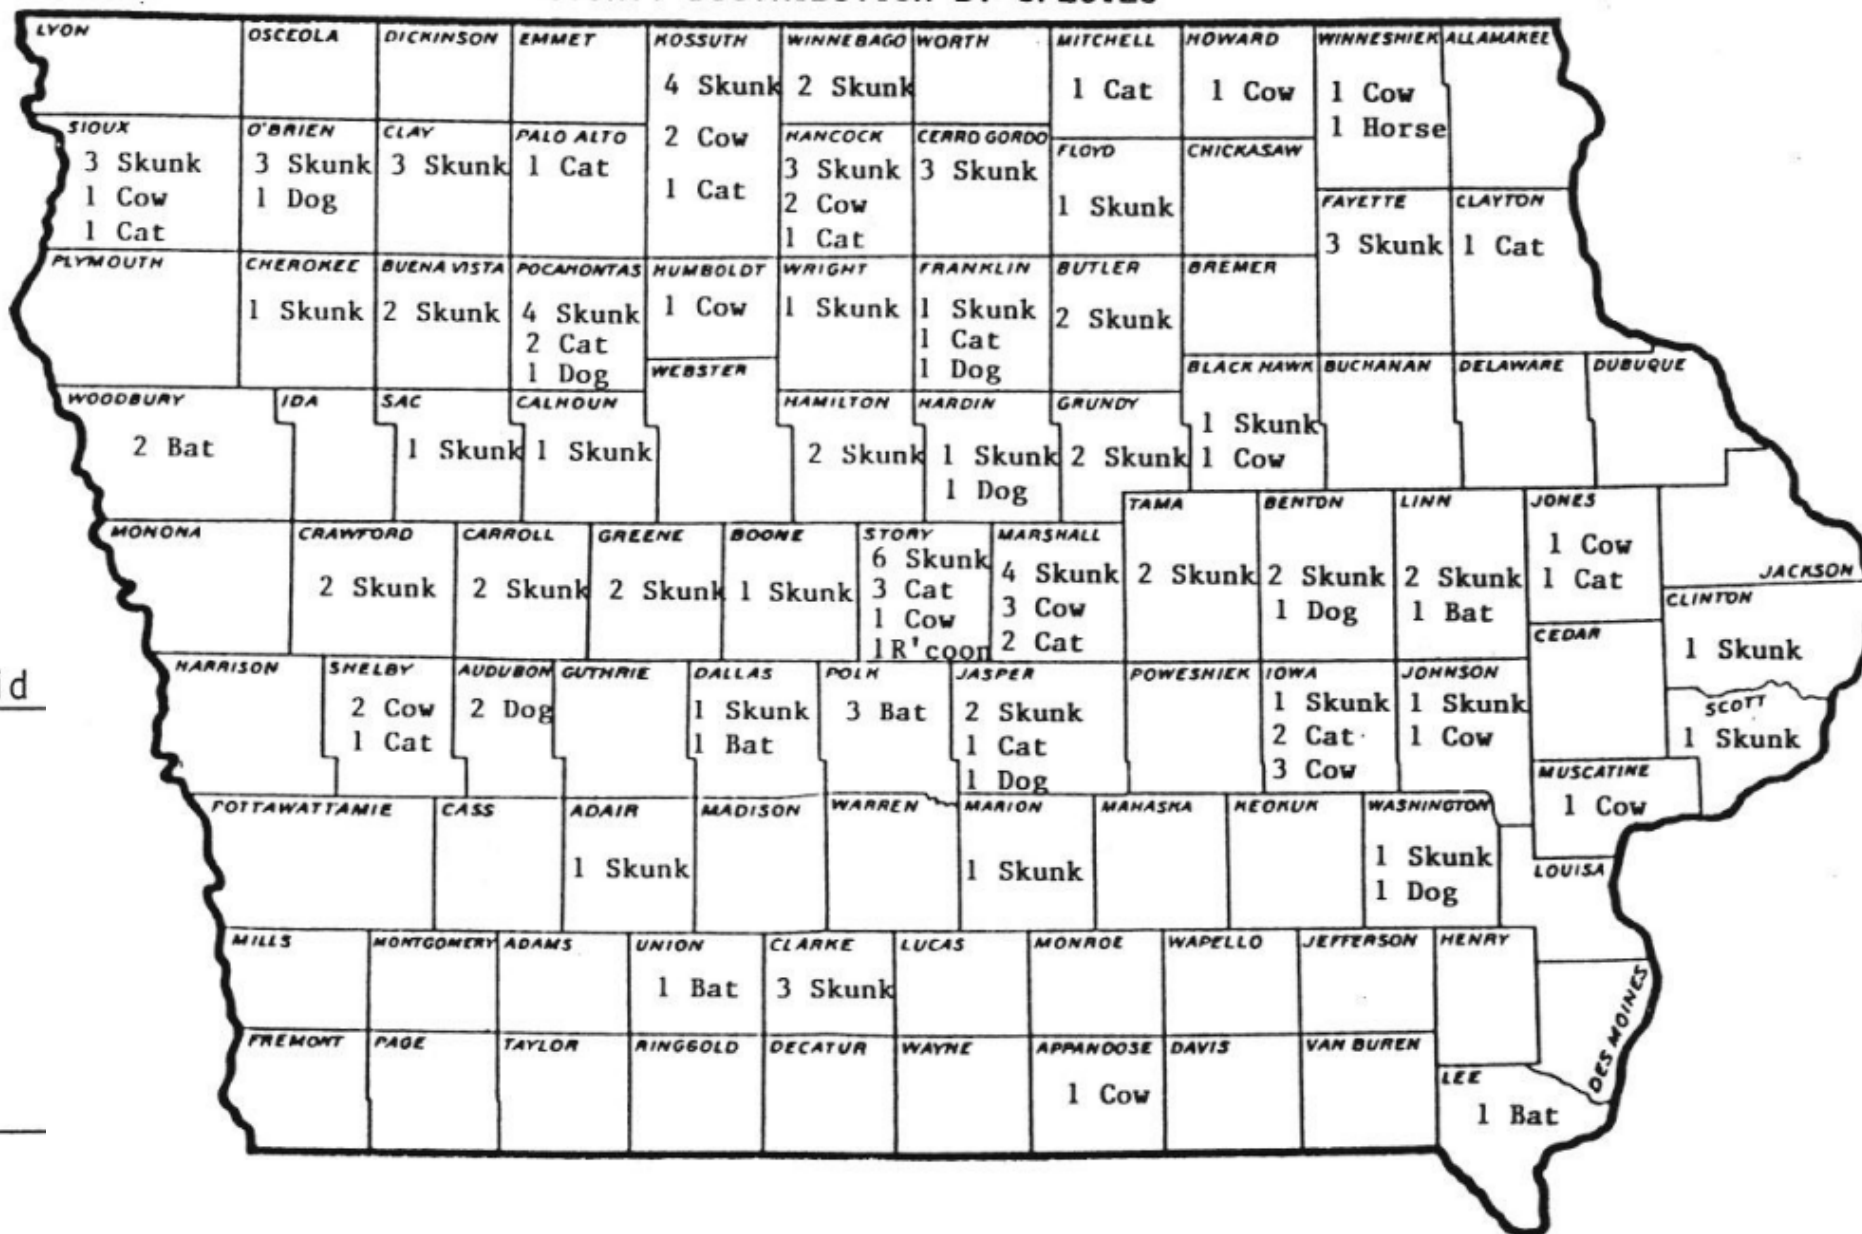 COUNTY DISTRIBUTION BY SPECIES
LYON
OSCEOLA
DICKINSON
EMMET
KOSSUTH
4 Skunk
2 Cow
1 Cat
WINNEBAGO
2 Skunk
WORTH
MITCHELL
1 Cat
HOWARD
1 Cow
WINNESHIEK
1 Cow
1 Horse
ALLAMAKEE
SIOUX
3 Skunk
1 Cow
1 Cat
O'BRIEN
3 Skunk
1 Dog
CLAY
3 Skunk
PALO ALTO
1 Cat
HANCOCK
3 Skunk
2 Cow
1 Cat
CERRO GORDO
3 Skunk
FLOYD
1 Skunk
CHICKASAW
FAYETTE
3 Skunk
CLAYTON
1 Cat
PLYMOUTH
CHEROKEE
1 Skunk
BUENA VISTA
2 Skunk
POCAHONTAS
4 Skunk
2 Cat
1 Dog
HUMBOLDT
1 Cow
WRIGHT
1 Skunk
FRANKLIN
1 Skunk
1 Cat
1 Dog
BUTLER
2 Skunk
BREMER
WEBSTER
BLACK HAWK
1 Skunk
1 Cow
BUCHANAN
DELAWARE
DUBUQUE
WOODBURY
2 Bat
IDA
SAC
1 Skunk
CALHOUN
1 Skunk
HAMILTON
2 Skunk
HARDIN
1 Skunk
1 Dog
GRUNDY
2 Skunk
TAMA
2 Skunk
BENTON
2 Skunk
1 Dog
LINN
2 Skunk
1 Bat
JONES
1 Cow
1 Cat
JACKSON
MONONA
CRAWFORD
2 Skunk
CARROLL
2 Skunk
GREENE
2 Skunk
BOONE
1 Skunk
STORY
6 Skunk
3 Cat
1 Cow
1R'coon
MARSHALL
4 Skunk
3 Cow
2 Cat
CLINTON
1 Skunk
CEDAR
id
HARRISON
SHELBY
2 Cow
1 Cat
AUDUBON
2 Dog
GUTHRIE
DALLAS
1 Skunk
1 Bat
POLK
3 Bat
JASPER
2 Skunk
1 Cat
1 Dog
POWESHIEK
IOWA
1 Skunk
2 Cat
3 Cow
JOHNSON
1 Skunk
1 Cow
SCOTT
1 Skunk
MUSCATINE
1 Cow
POTTAWATTAMIE
CASS
ADAIR
1 Skunk
MADISON
WARREN
MARION
1 Skunk
MAHASKA
KEOKUK
WASHINGTON
1 Skunk
1 Dog
LOUISA
MILLS
MONTGOMERY
ADAMS
UNION
1 Bat
CLARKE
3 Skunk
LUCAS
MONROE
WAPELLO
JEFFERSON
HENRY
DES MOINES
FREMONT
PAGE
TAYLOR
RINGGOLD
DECATUR
WAYNE
APPANOOSE
1 Cow
DAVIS
VAN BUREN
LEE
1 Bat